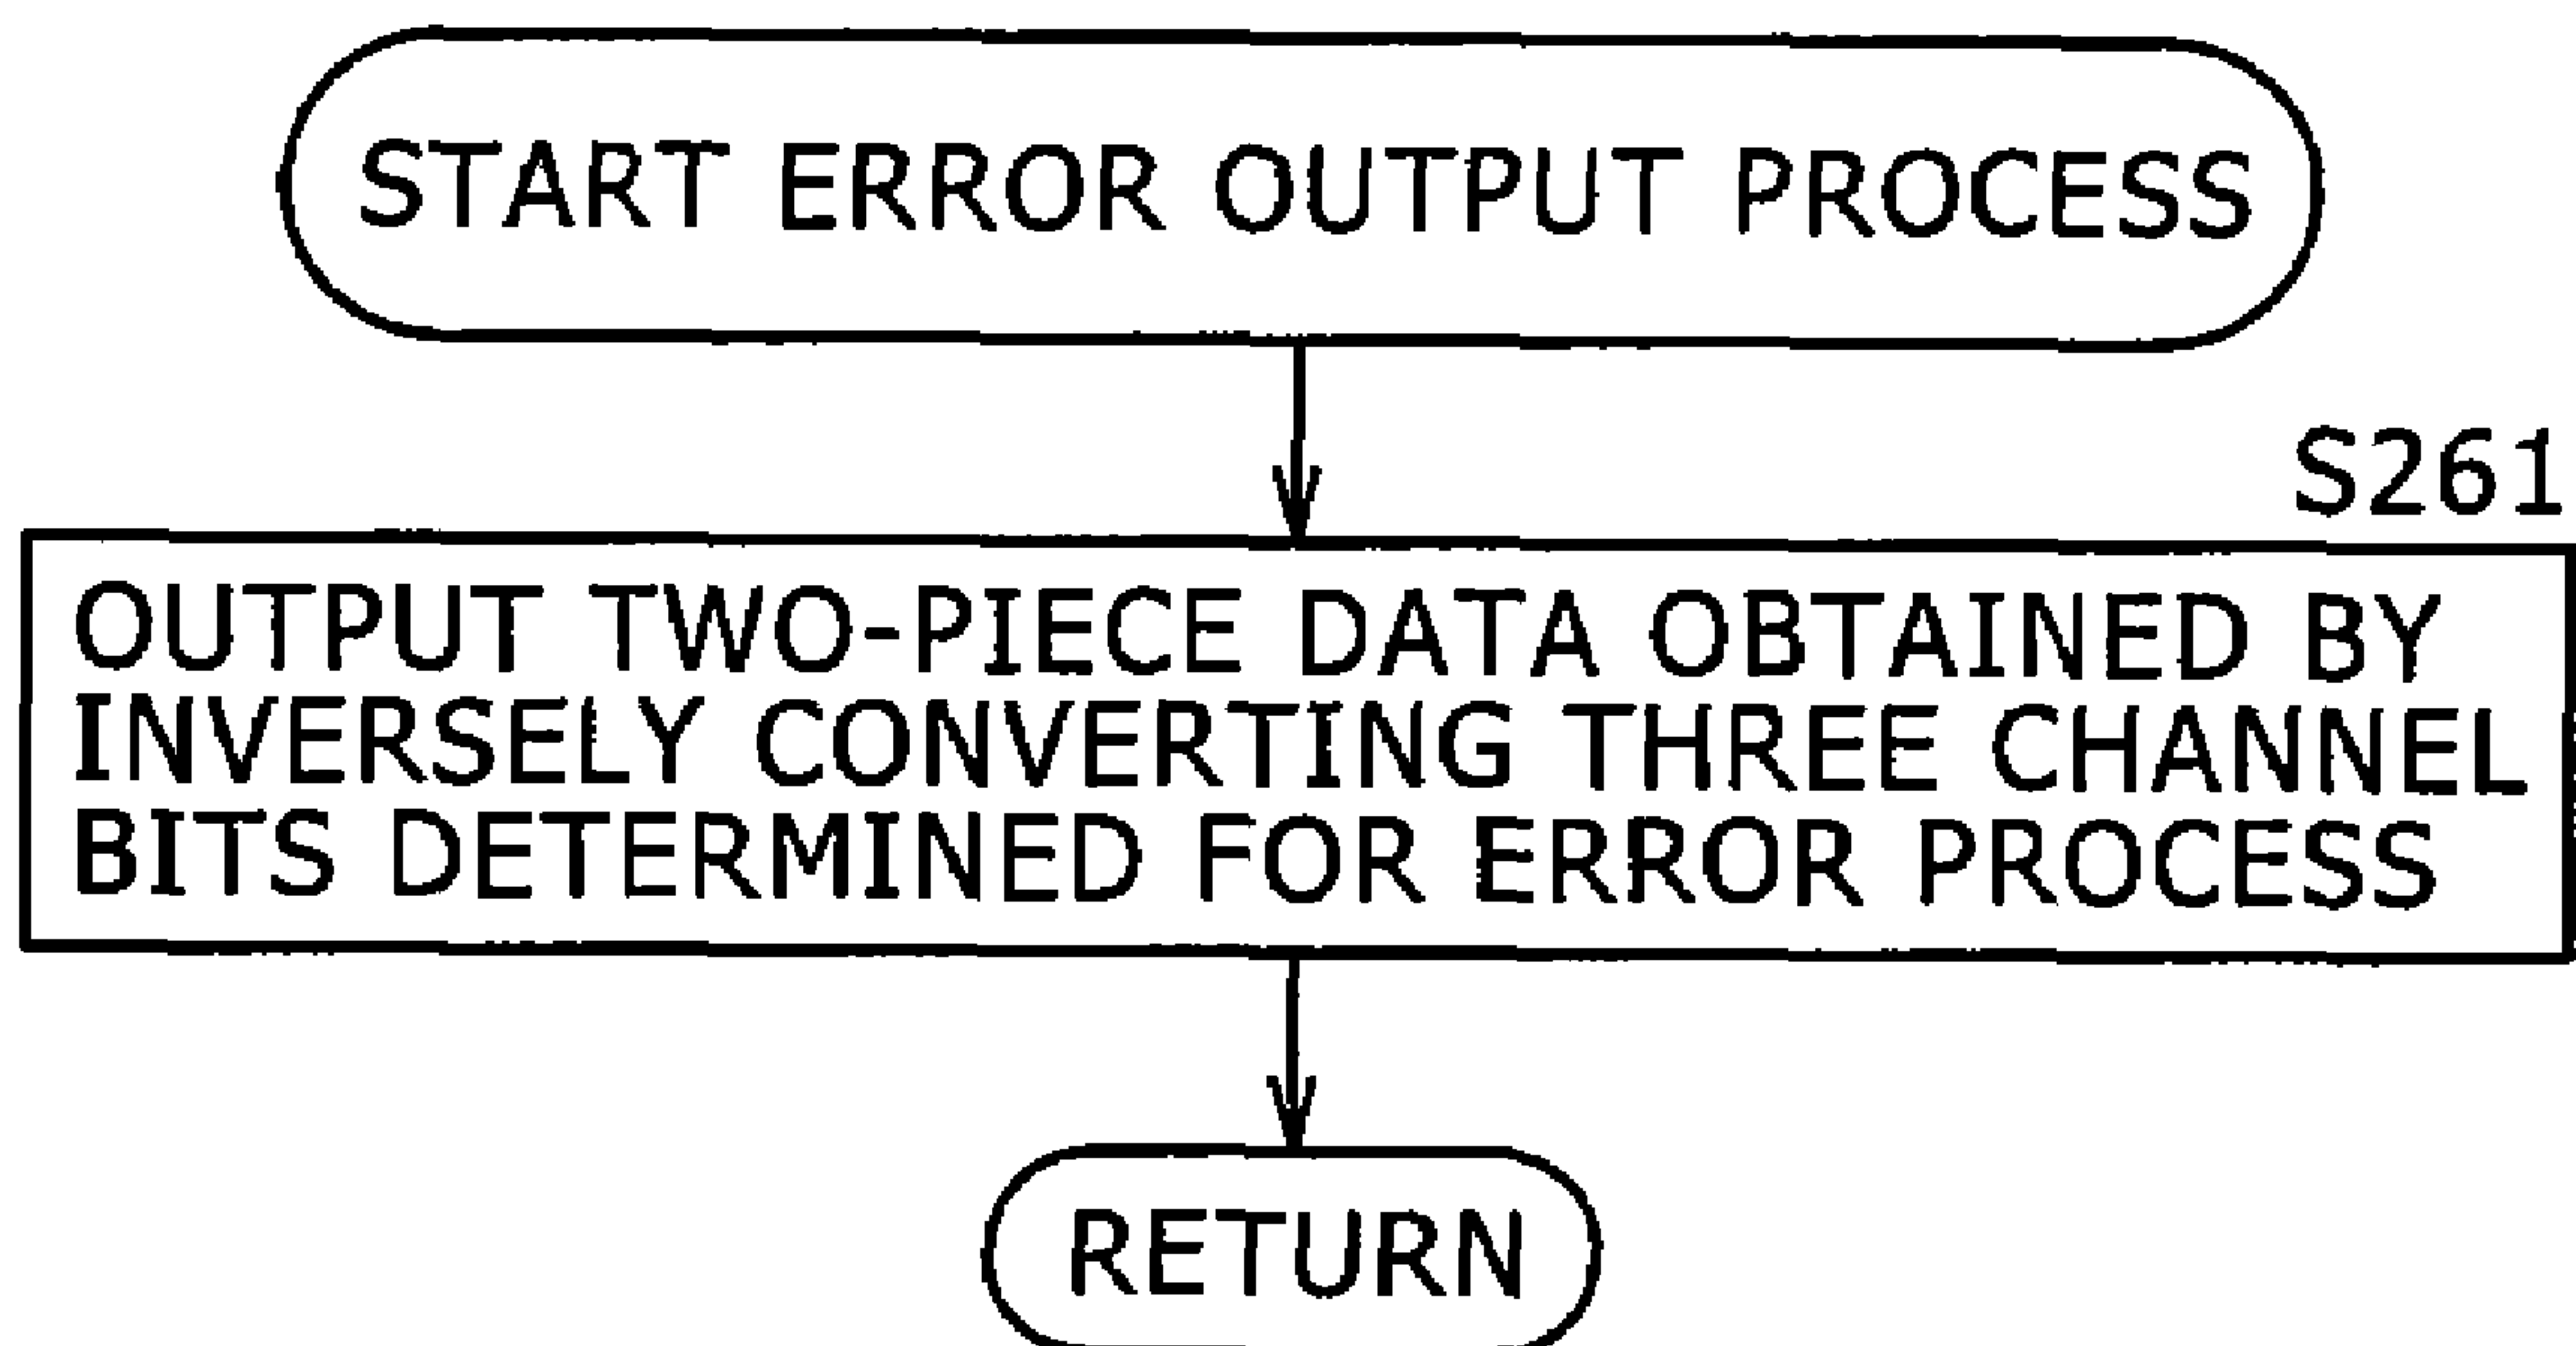 START ERROR OUTPUT PROCESS
S261
OUTPUT TWO-PIECE DATA OBTAINED BY
INVERSELY CONVERTING THREE CHANNEL
BITS DETERMINED FOR ERROR PROCESS
RETURN